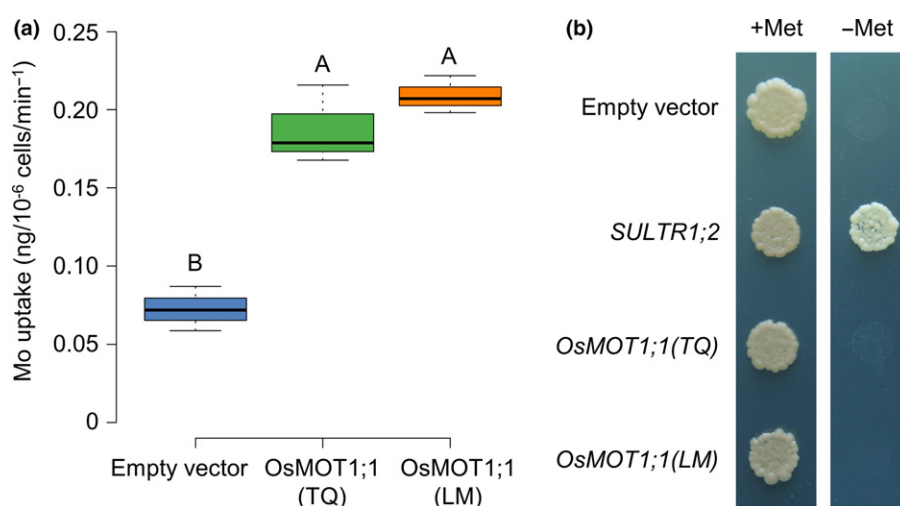 (a)
Mo uptake (ng/10⁻⁶ cells/min⁻¹)
0.25
0.20
0.15
0.10
0.05
0
B
A
A
Empty vector
OsMOT1;1
(TQ)
OsMOT1;1
(LM)
(b)
+Met
–Met
Empty vector
SULTR1;2
OsMOT1;1(TQ)
OsMOT1;1(LM)